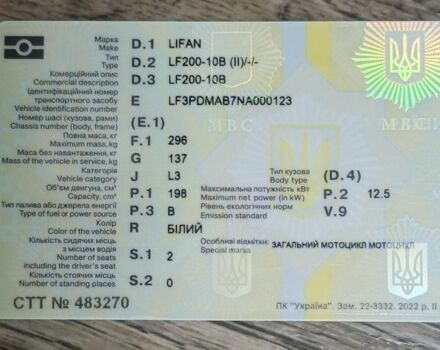 Марка
Make D.1 LIFAN
Тип
Type D.2 LF200-10B (II)/-/-
Комерційний опис
Commercial description D.3 LF200-10B
Ідентифікаційний номер
транспортного засобу
Vehicle identification number E LF3PDMAB7NA000123
Номер шасі (кузова, рами)
Chassis number (body, frame) (E.1)
МВС МВС
Повна маса, кг
Maximum mass, kg F.1 296
Маса без навантаження, кг
Mass of the vehicle in service, kg G 137
Категорія
Vehicle category J L3
Тип кузова
Body type (D.4)
Об'єм двигуна, см³
Capacity, cm³ P.1 198
Максимальна потужність кВт
Maximum net power (in kW) P.2 12.5
Тип палива або джерела енергії
Type of fuel or power source P.3 B
Рівень екологічних норм
Emission standard V.9
Колір
Color R БІЛИЙ
Кількість сидячих місць
з місцем водія
Number of seats
including the driver's seat S.1 2
Особливі відмітки:
Special marks ЗАГАЛЬНИЙ МОТОЦИКЛ МОТОЦИКЛ
Кількість стоячих місць
Number of standing places S.2 0
СТТ № 483270
ПК "Україна". Зам. 22-3332. 2022 р. II